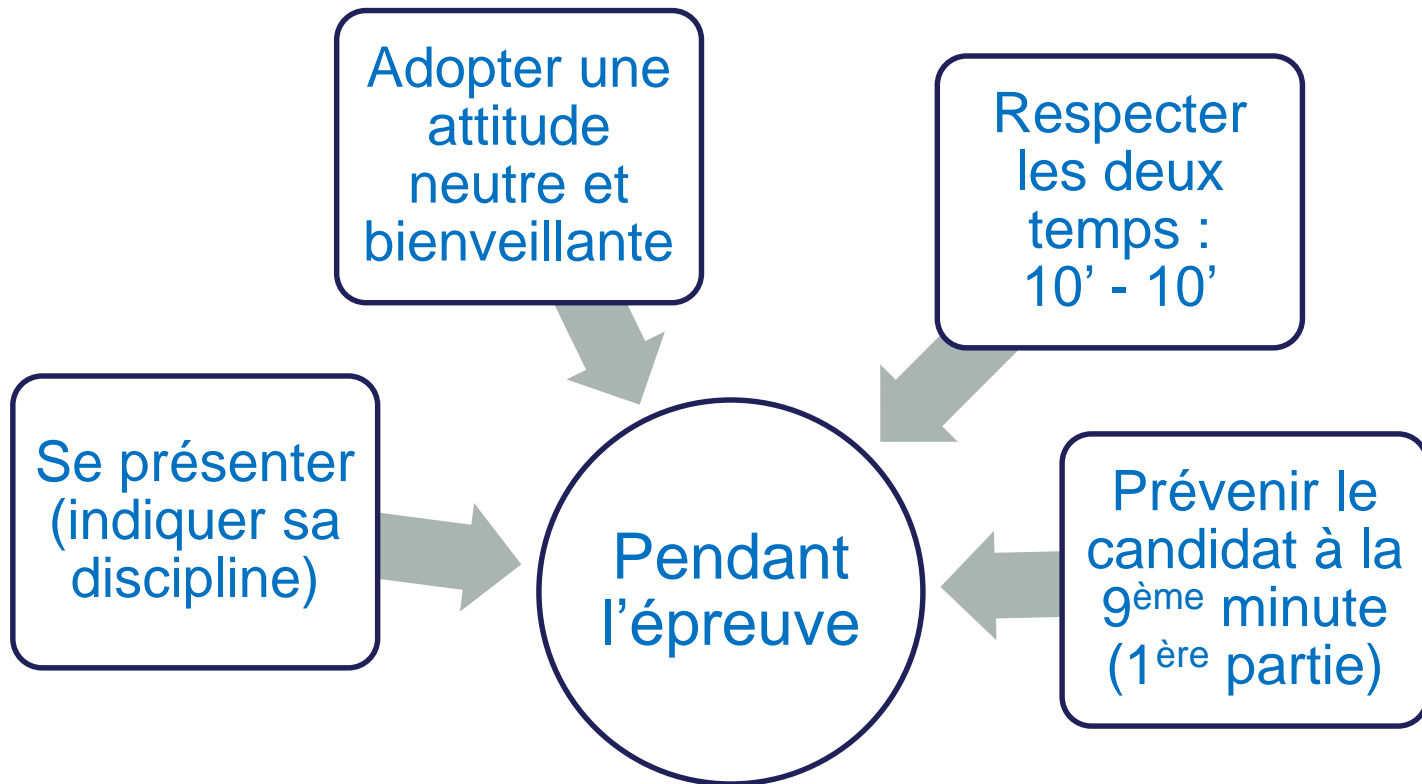 Adopter une
attitude
neutre et
bienveillante
Respecter
les deux
temps :
10’ - 10’
Se présenter
(indiquer sa
discipline)
Pendant
l’épreuve
Prévenir le
candidat à la
9ème minute
(1ère partie)